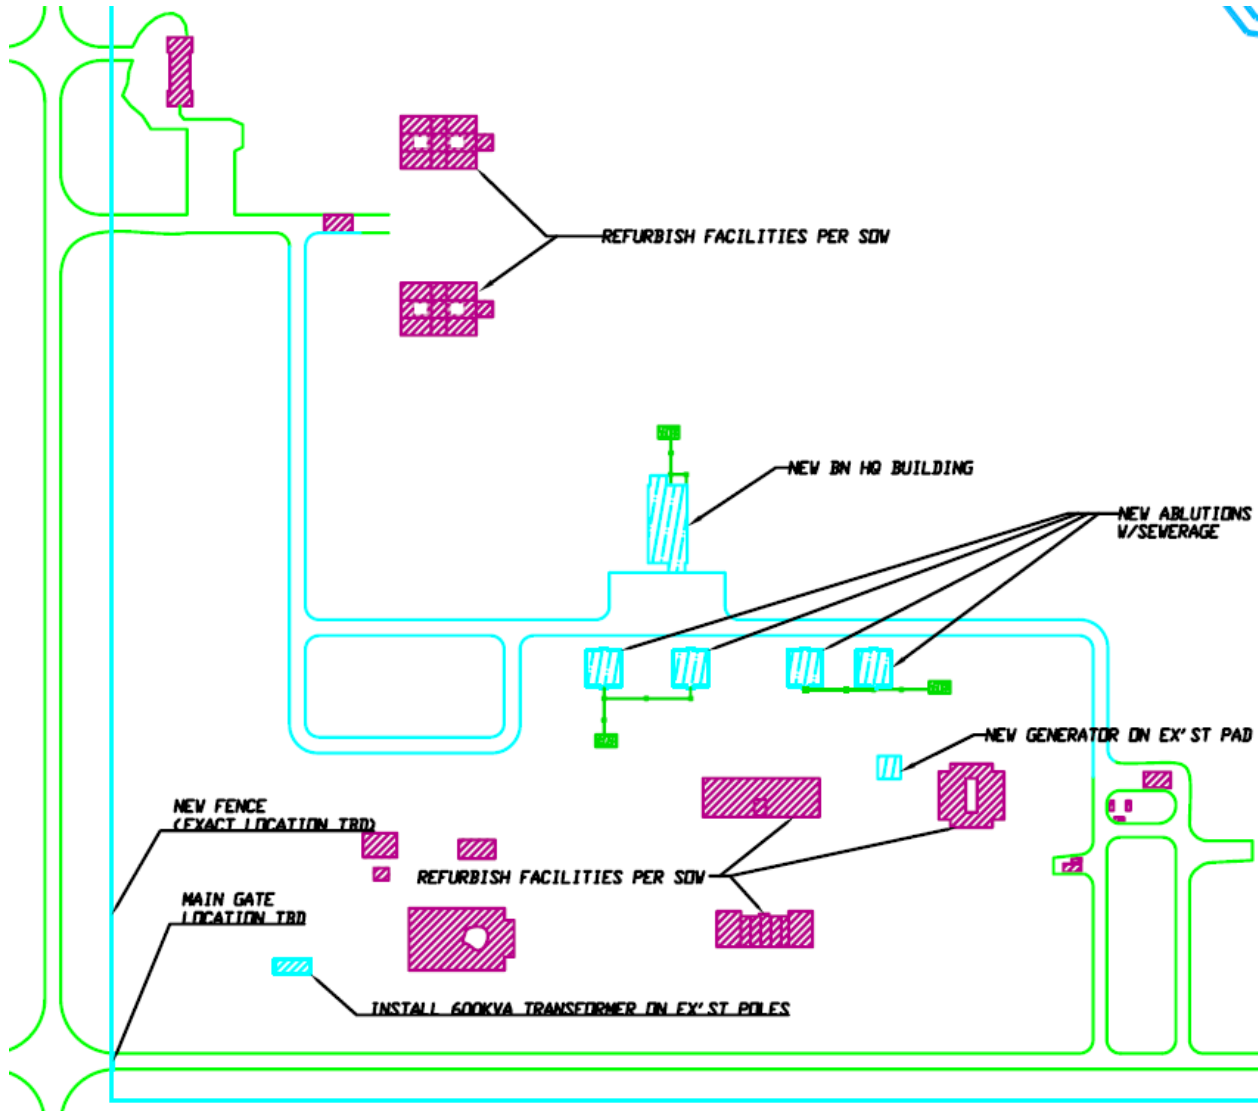 REFURBISH FACILITIES PER SOW
NEW BN HQ BUILDING
NEW ABLUTIONS
W/SEWERAGE
NEW GENERATOR ON EX'ST PAD
NEW FENCE
(EXACT LOCATION TBD)
REFURBISH FACILITIES PER SOW
MAIN GATE
LOCATION TBD
INSTALL 600KVA TRANSFORMER ON EX'ST POLES